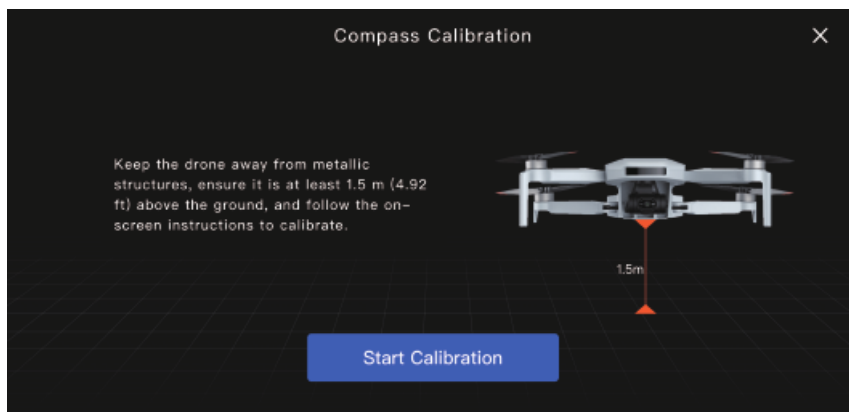 Compass Calibration
Keep the drone away from metallic
structures, ensure it is at least 1.5 m (4.92
ft) above the ground, and follow the on-
screen instructions to calibrate.
1.5m
Start Calibration